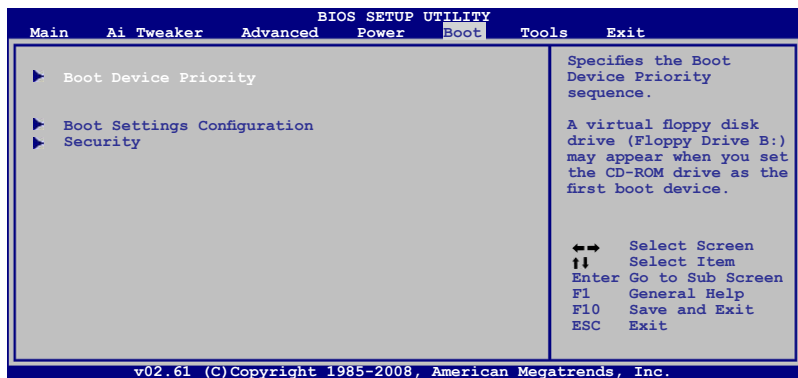 BIOS SETUP UTILITY
Main Ai Tweaker Advanced Power Boot Tools Exit
Boot Device Priority
Boot Settings Configuration
Security
Specifies the Boot
Device Priority
sequence.
A virtual floppy disk
drive (Floppy Drive B:)
may appear when you set
the CD-ROM drive as the
first boot device.
←→ Select Screen
↑↓ Select Item
Enter Go to Sub Screen
F1 General Help
F10 Save and Exit
ESC Exit
v02.61 (C)Copyright 1985-2008, American Megatrends, Inc.